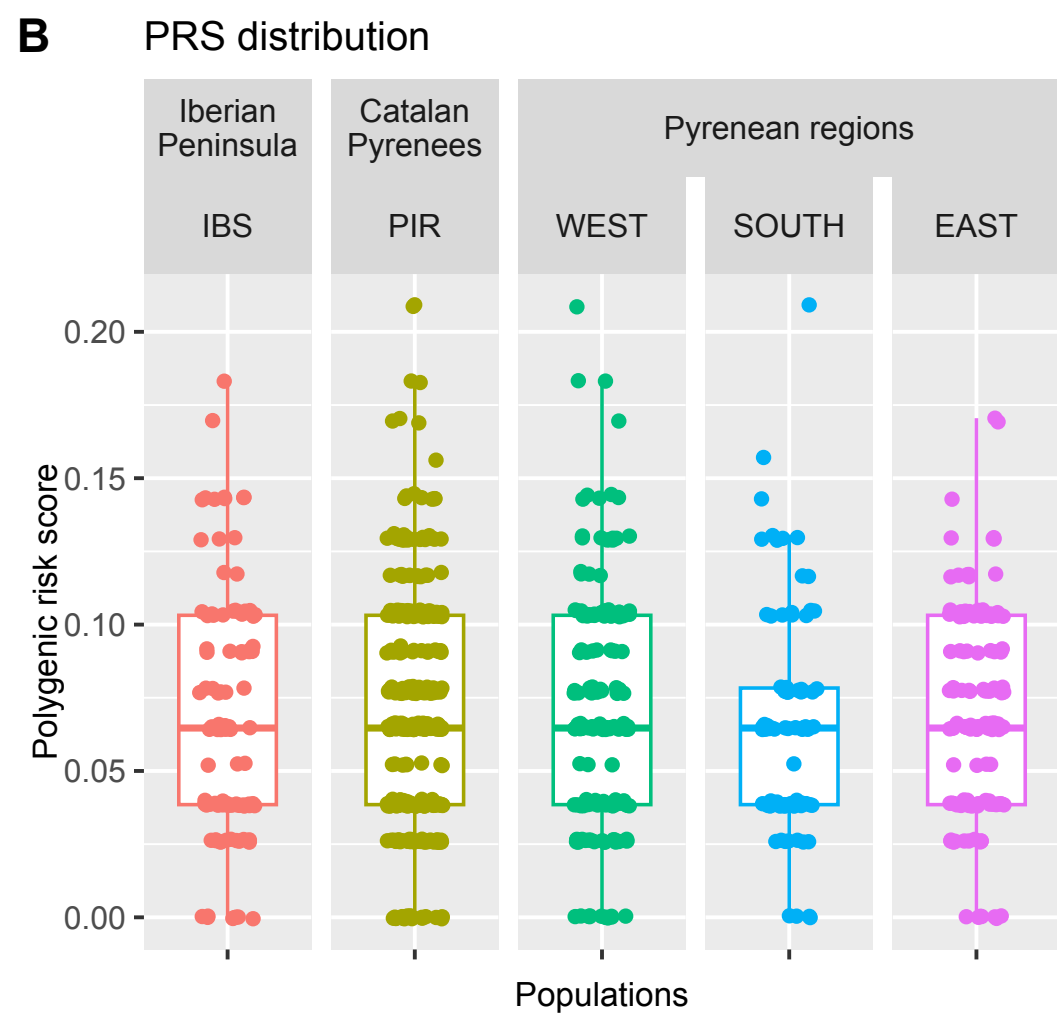 B PRS distribution
Iberian
Peninsula
Catalan
Pyrenees
Pyrenean regions
IBS
PIR
WEST
SOUTH
EAST
Polygenic risk score
0.20
0.15
0.10
0.05
0.00
Populations